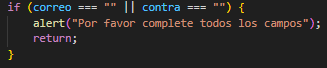 if (correo === "" || contra === "") {
    alert("Por favor complete todos los campos");
    return;
}